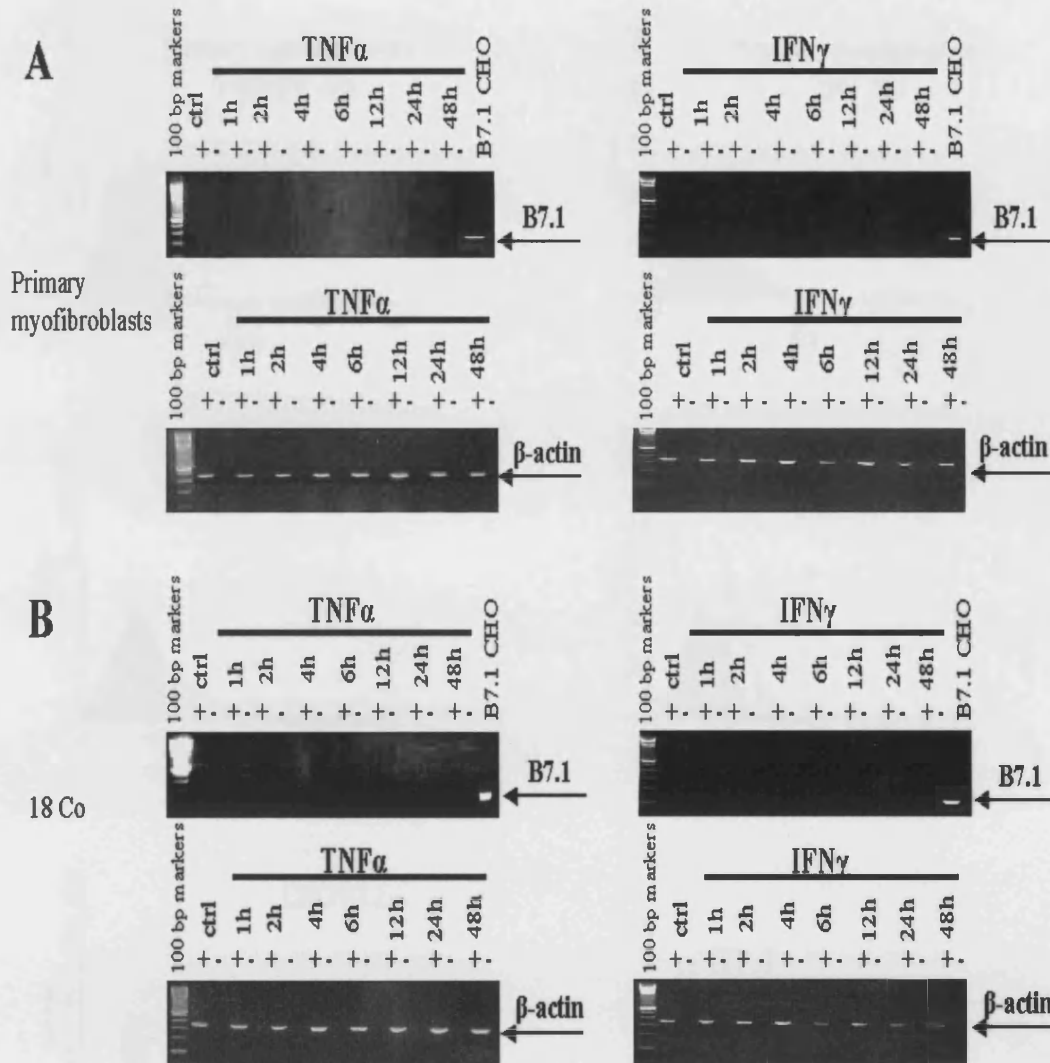 A
TNFα
100 bp markers
ctrl
1h
2h
4h
6h
12h
24h
48h
B7.1 CHO
+ . + . + . + . + . + . + . + .
B7.1
IFNγ
100 bp markers
ctrl
1h
2h
4h
6h
12h
24h
48h
B7.1 CHO
+ . + . + . + . + . + . + . + .
B7.1
Primary
myofibroblasts
TNFα
100 bp markers
ctrl
1h
2h
4h
6h
12h
24h
48h
+ . + . + . + . + . + . + . + .
β-actin
IFNγ
100 bp markers
ctrl
1h
2h
4h
6h
12h
24h
48h
+ . + . + . + . + . + . + . + .
β-actin
B
TNFα
100 bp markers
ctrl
1h
2h
4h
6h
12h
24h
48h
B7.1 CHO
+ . + . + . + . + . + . + . + .
B7.1
IFNγ
100 bp markers
ctrl
1h
2h
4h
6h
12h
24h
48h
B7.1 CHO
+ . + . + . + . + . + . + . + .
B7.1
18 Co
TNFα
100 bp markers
ctrl
1h
2h
4h
6h
12h
24h
48h
+ . + . + . + . + . + . + . + .
β-actin
IFNγ
100 bp markers
ctrl
1h
2h
4h
6h
12h
24h
48h
+ . + . + . + . + . + . + . + .
β-actin